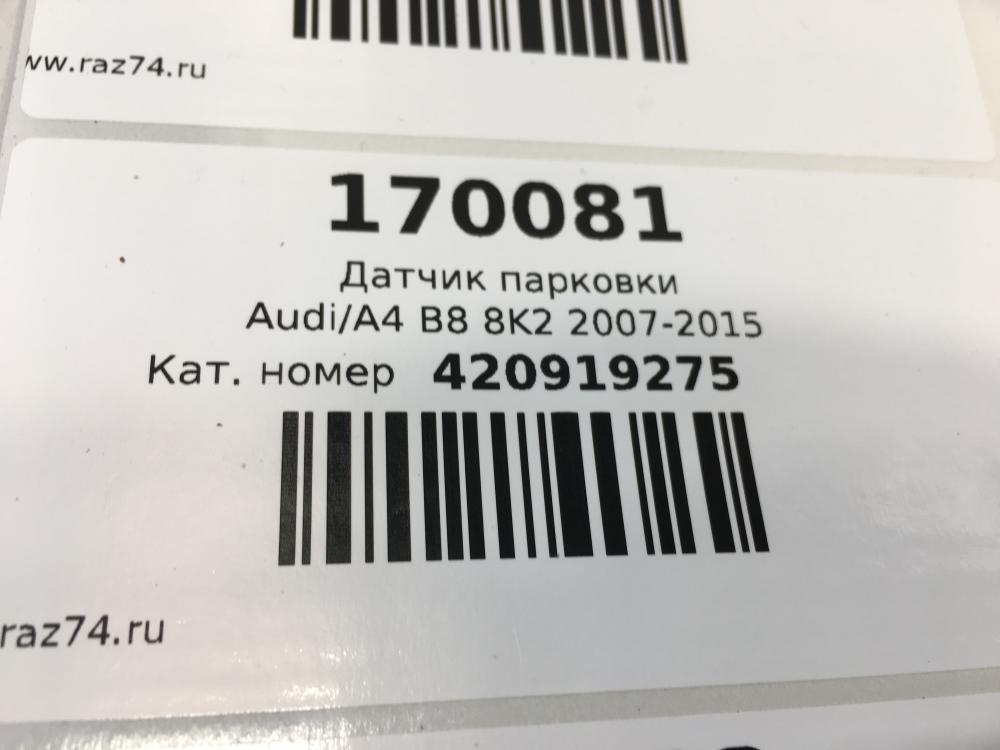 ww.raz74.ru
170081
Датчик парковки
Audi/A4 B8 8K2 2007-2015
Кат. номер 420919275
raz74.ru